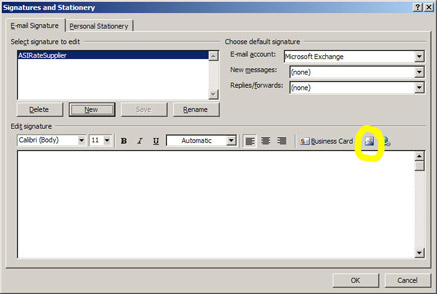 Signatures and Stationery
E-mail Signature
Personal Stationery
Select signature to edit
Choose default signature
ASIRateSupplier
E-mail account:
Microsoft Exchange
New messages:
(none)
Replies/forwards:
(none)
Delete
New
Save
Rename
Edit signature
Calibri (Body)
11
B
I
U
Automatic
Business Card
OK
Cancel